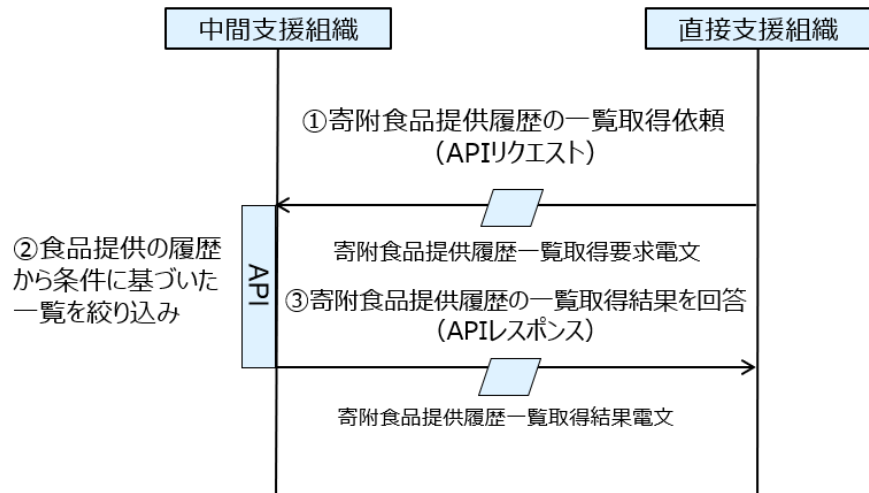 中間支援組織
直接支援組織
①寄附食品提供履歴の一覧取得依頼
（APIリクエスト）
寄附食品提供履歴一覧取得要求電文
②食品提供の履歴
から条件に基づいた
一覧を絞り込み
API
③寄附食品提供履歴の一覧取得結果を回答
（APIレスポンス）
寄附食品提供履歴一覧取得結果電文